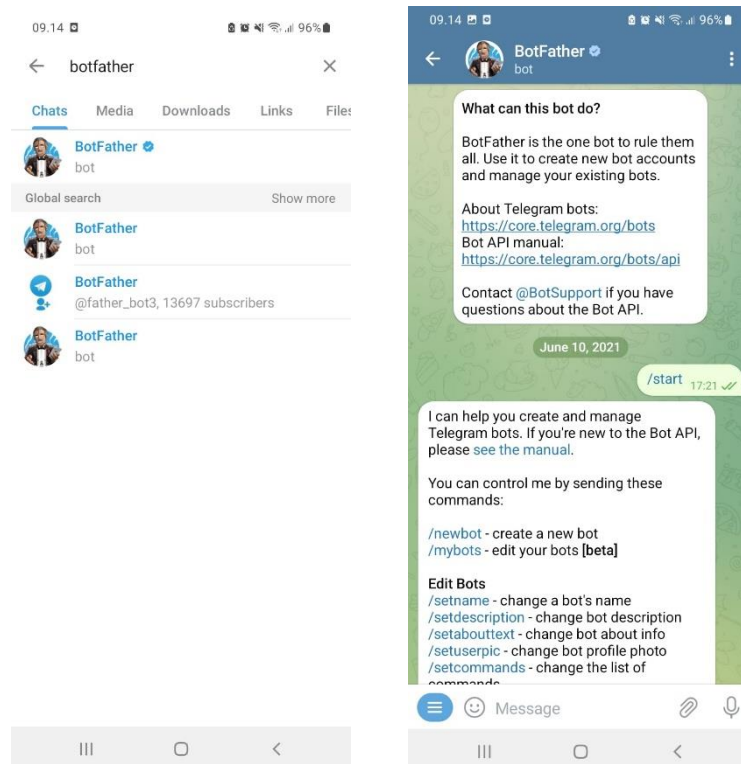 09.14
96%
botfather
Chats
Media
Downloads
Links
Files
BotFather
bot
Global search
Show more
BotFather
bot
BotFather
@father_bot3, 13697 subscribers
BotFather
bot
09.14
96%
BotFather
bot
What can this bot do?
BotFather is the one bot to rule them
all. Use it to create new bot accounts
and manage your existing bots.
About Telegram bots:
https://core.telegram.org/bots
Bot API manual:
https://core.telegram.org/bots/api
Contact @BotSupport if you have
questions about the Bot API.
June 10, 2021
/start 17:21
I can help you create and manage
Telegram bots. If you're new to the Bot API,
please see the manual.
You can control me by sending these
commands:
/newbot - create a new bot
/mybots - edit your bots [beta]
Edit Bots
/setname - change a bot's name
/setdescription - change bot description
/setabouttext - change bot about info
/setuserpic - change bot profile photo
/setcommands - change the list of
commands
Message